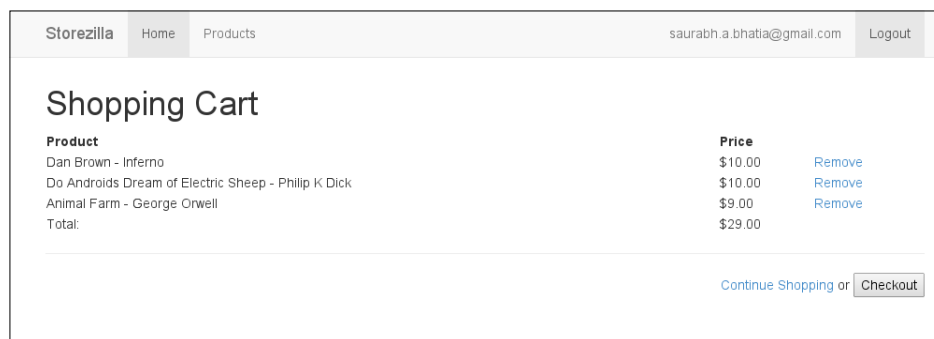 Storezilla Home Products saurabh.a.bhatia@gmail.com Logout
Shopping Cart
Product Price
Dan Brown - Inferno $10.00 Remove
Do Androids Dream of Electric Sheep - Philip K Dick $10.00 Remove
Animal Farm - George Orwell $9.00 Remove
Total: $29.00
Continue Shopping or Checkout